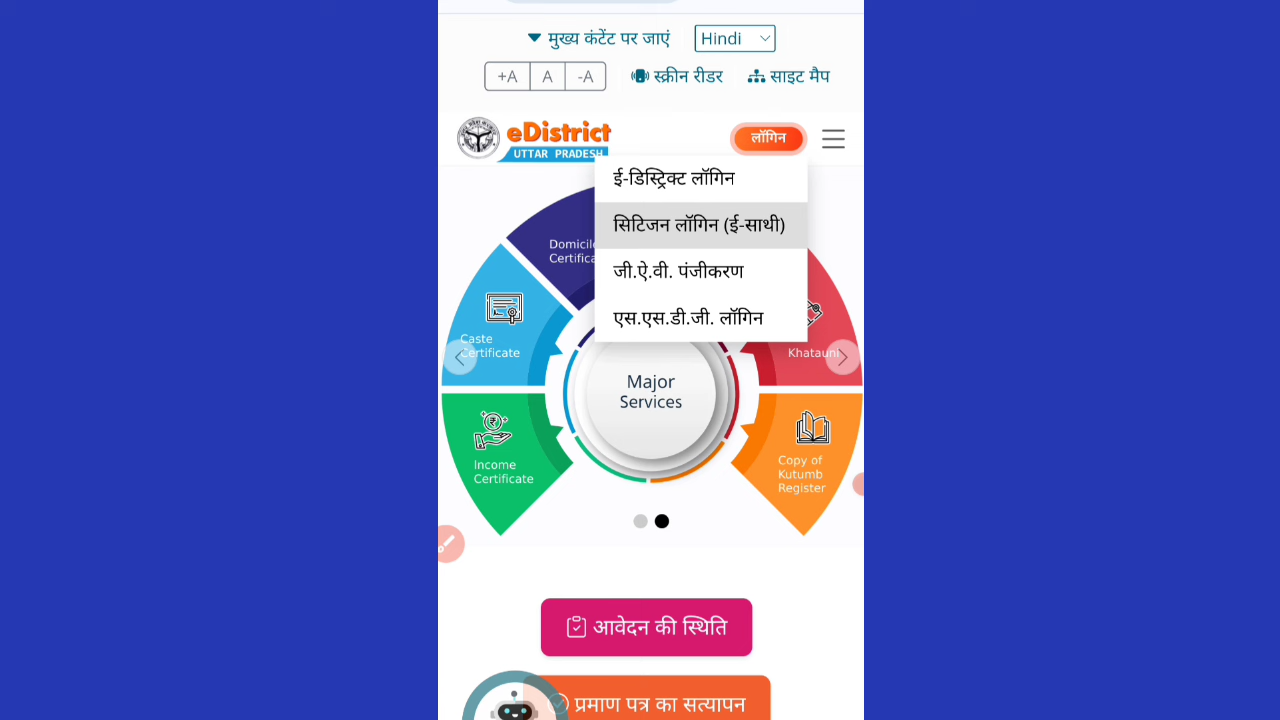 मुख्य कंटेंट पर जाएं
Hindi
+A A -A
स्क्रीन रीडर
साइट मैप
eDistrict
UTTAR PRADESH
लॉगिन
ई-डिस्ट्रिक्ट लॉगिन
सिटिजन लॉगिन (ई-साथी)
जी.ऐ.वी. पंजीकरण
एस.एस.डी.जी. लॉगिन
Caste
Certificate
Khatauni
Major
Services
Income
Certificate
Copy of
Kutumb
Register
आवेदन की स्थिति
प्रमाण पत्र का सत्यापन